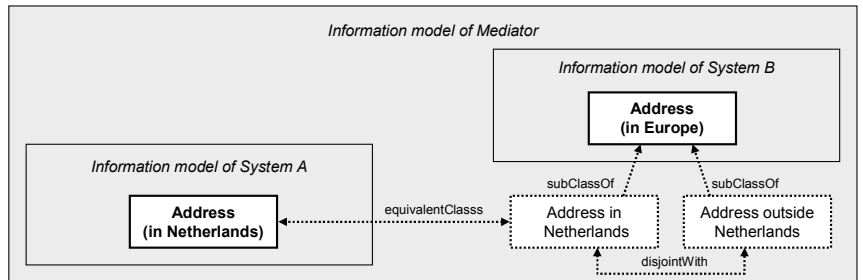 Information model of Mediator
Information model of System B
Address
(in Europe)
Information model of System A
subClassOf
subClassOf
Address
(in Netherlands)
equivalentClasss
Address in
Netherlands
Address outside
Netherlands
disjointWith